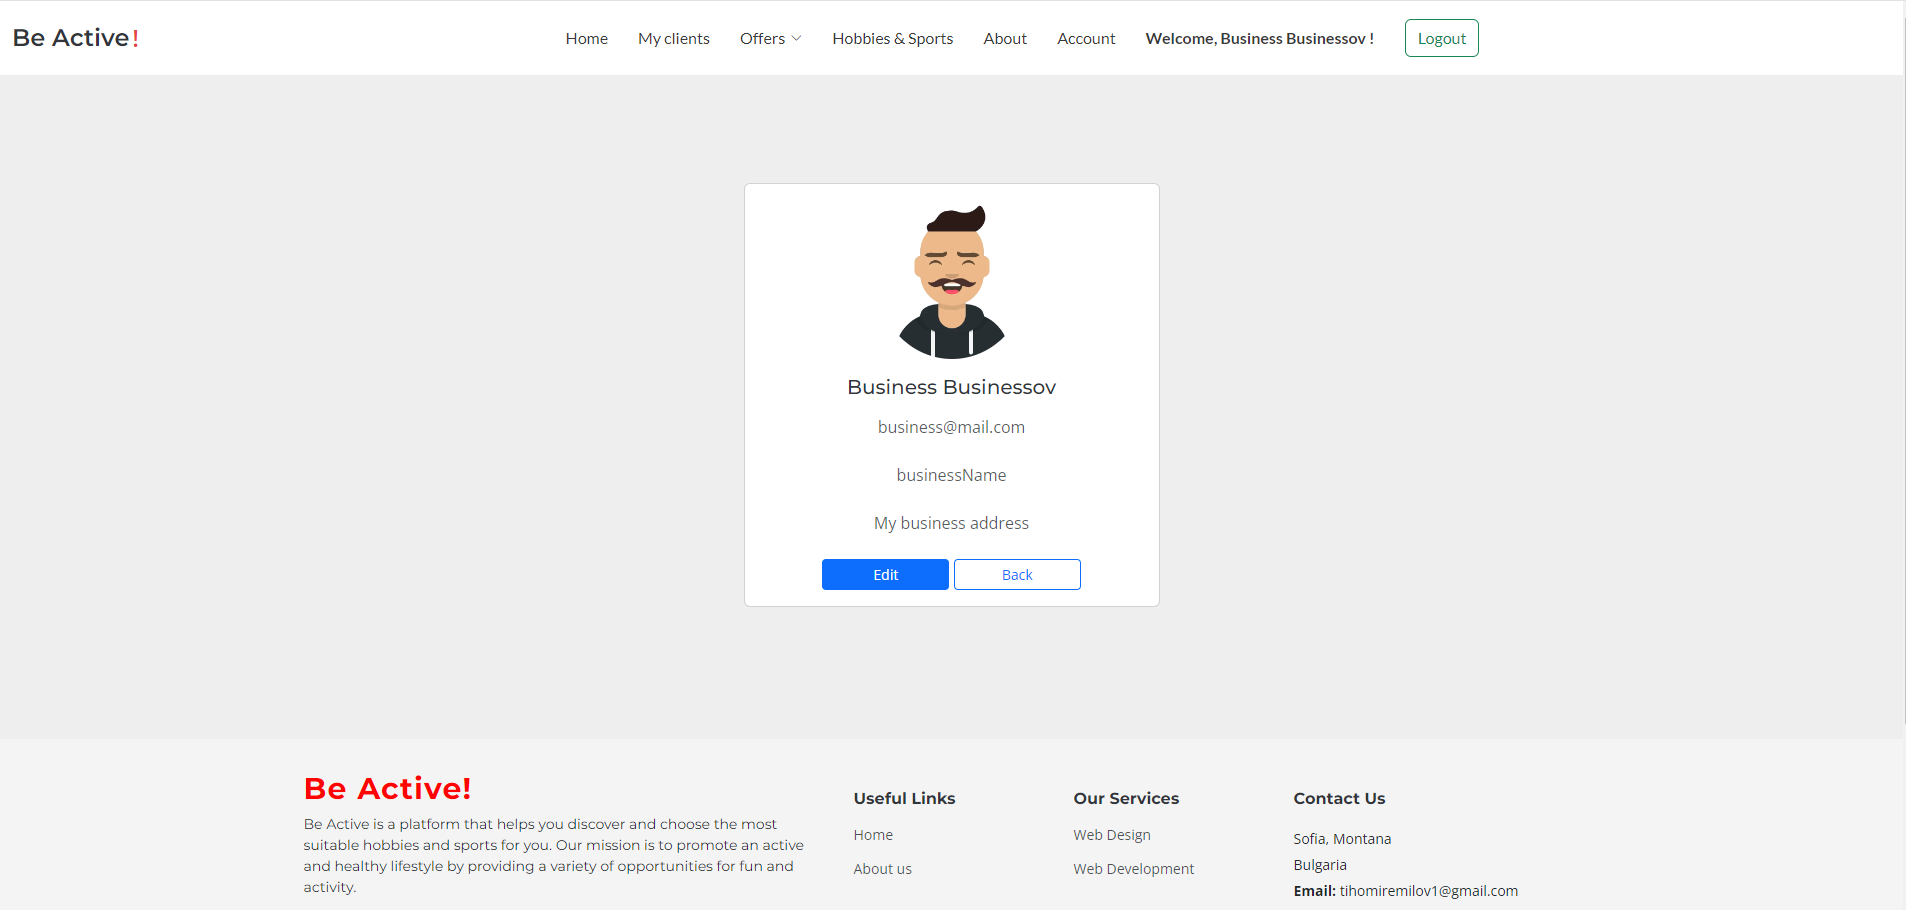 Be Active!
Home My clients Offers Hobbies & Sports About Account Welcome, Business Businessov ! Logout
Business Businessov
business@mail.com
businessName
My business address
Edit Back
Be Active!
Be Active is a platform that helps you discover and choose the most
suitable hobbies and sports for you. Our mission is to promote an active
and healthy lifestyle by providing a variety of opportunities for fun and
activity.
Useful Links
Home
About us
Our Services
Web Design
Web Development
Contact Us
Sofia, Montana
Bulgaria
Email: tihomiremilov1@gmail.com